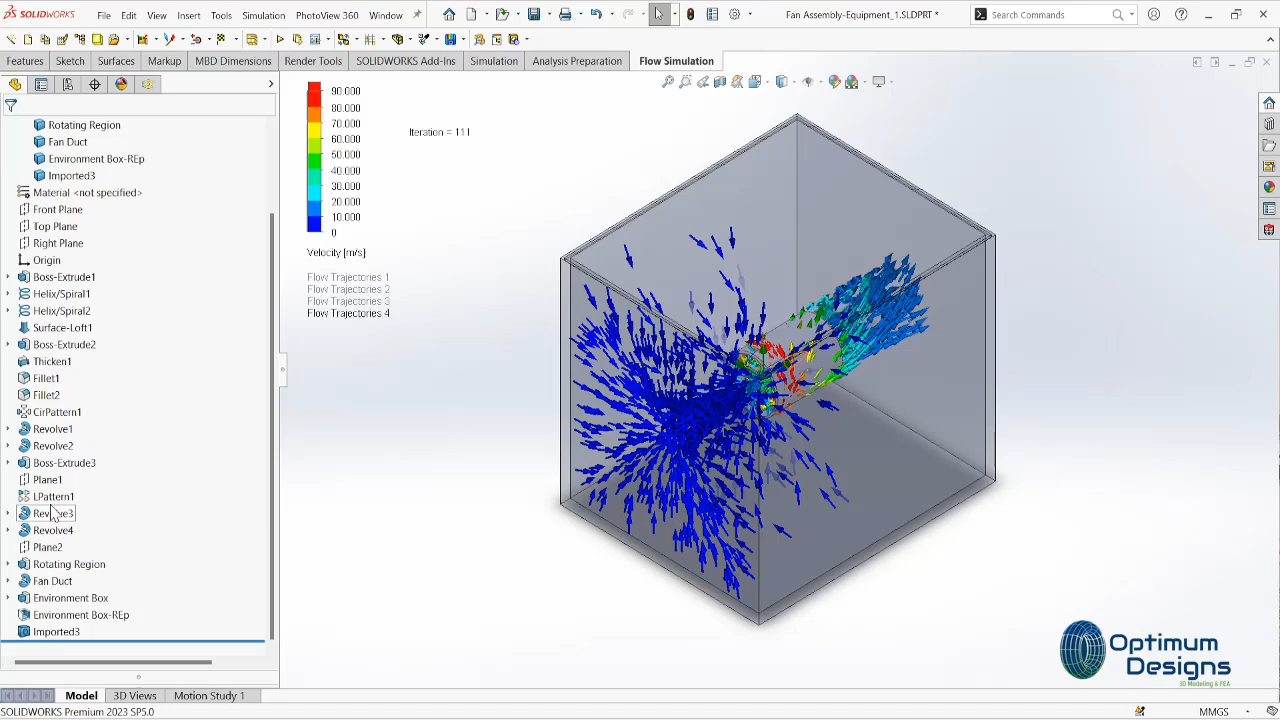 SOLIDWORKS
File
Edit
View
Insert
Tools
Simulation
PhotoView 360
Window
Fan Assembly-Equipment_1.SLDPRT *
Search Commands
Features
Sketch
Surfaces
Markup
MBD Dimensions
Render Tools
SOLIDWORKS Add-Ins
Simulation
Analysis Preparation
Flow Simulation
Rotating Region
Fan Duct
Environment Box-REp
Imported3
Material <not specified>
Front Plane
Top Plane
Right Plane
Origin
Boss-Extrude1
Helix/Spiral1
Helix/Spiral2
Surface-Loft1
Boss-Extrude2
Thicken1
Fillet1
Fillet2
CirPattern1
Revolve1
Revolve2
Boss-Extrude3
Plane1
LPattern1
Revolve3
Revolve4
Plane2
Rotating Region
Fan Duct
Environment Box
Environment Box-REp
Imported3
90.000
80.000
70.000
60.000
50.000
40.000
30.000
20.000
10.000
0
Velocity [m/s]
Iteration = 111
Flow Trajectories 1
Flow Trajectories 2
Flow Trajectories 3
Flow Trajectories 4
Optimum
Designs
3D Modeling & FEA
Model
3D Views
Motion Study 1
SOLIDWORKS Premium 2023 SP5.0
MMGS